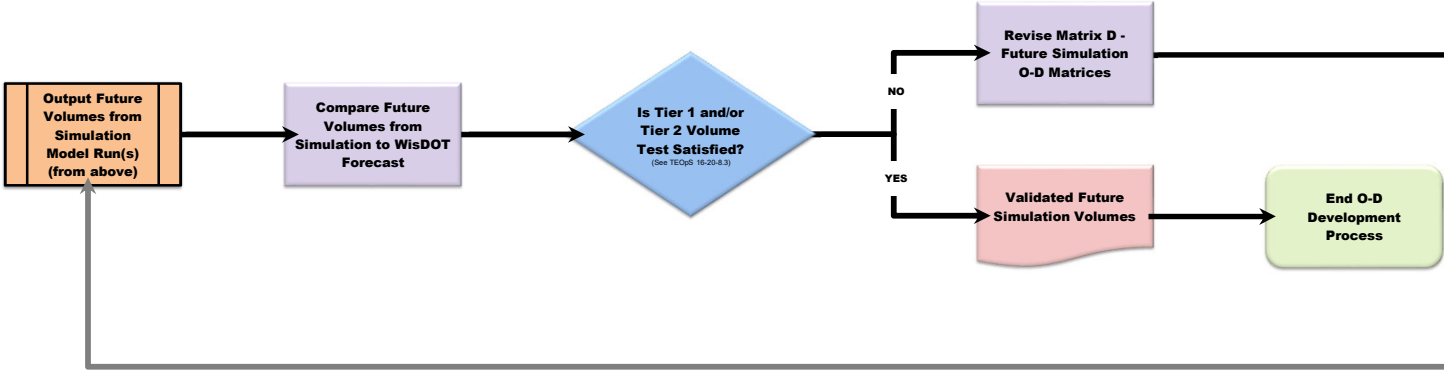 Output Future
Volumes from
Simulation
Model Run(s)
(from above)
Compare Future
Volumes from
Simulation to WisDOT
Forecast
Is Tier 1 and/or
Tier 2 Volume
Test Satisfied?
(See TEOpS 16-20-8.3)
NO
Revise Matrix D -
Future Simulation
O-D Matrices
YES
Validated Future
Simulation Volumes
End O-D
Development
Process